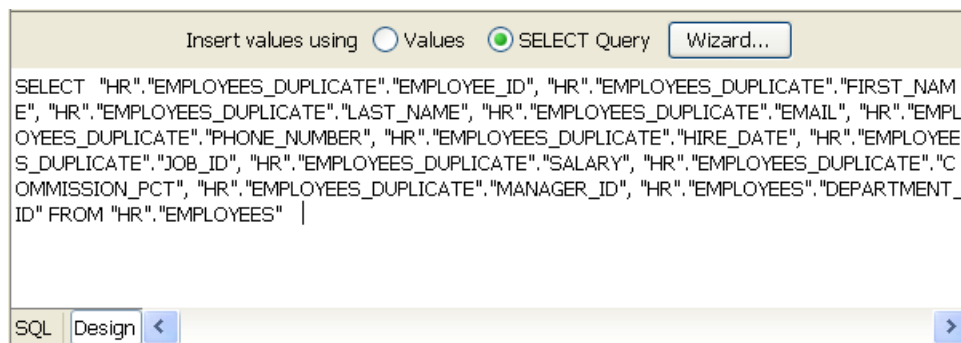 Insert values using Values SELECT Query Wizard...
SELECT "HR"."EMPLOYEES_DUPLICATE"."EMPLOYEE_ID", "HR"."EMPLOYEES_DUPLICATE"."FIRST_NAM
E", "HR"."EMPLOYEES_DUPLICATE"."LAST_NAME", "HR"."EMPLOYEES_DUPLICATE"."EMAIL", "HR"."EMPL
OYEES_DUPLICATE"."PHONE_NUMBER", "HR"."EMPLOYEES_DUPLICATE"."HIRE_DATE", "HR"."EMPLOYEE
S_DUPLICATE"."JOB_ID", "HR"."EMPLOYEES_DUPLICATE"."SALARY", "HR"."EMPLOYEES_DUPLICATE"."C
OMMISSION_PCT", "HR"."EMPLOYEES_DUPLICATE"."MANAGER_ID", "HR"."EMPLOYEES"."DEPARTMENT_
ID" FROM "HR"."EMPLOYEES"
SQL Design